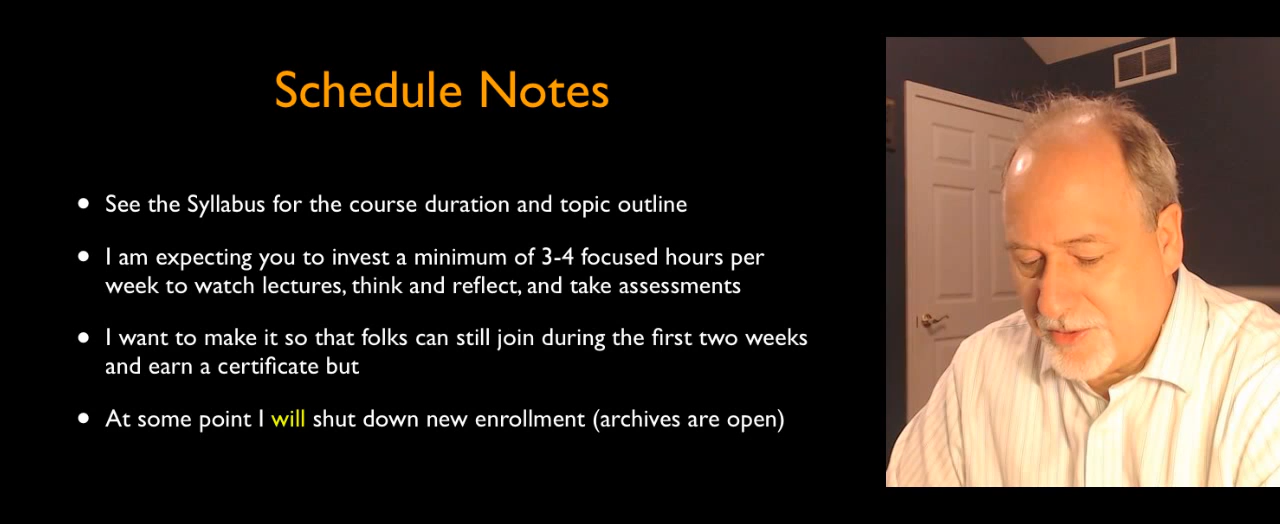 Schedule Notes
• See the Syllabus for the course duration and topic outline
• I am expecting you to invest a minimum of 3-4 focused hours per
week to watch lectures, think and reflect, and take assessments
• I want to make it so that folks can still join during the first two weeks
and earn a certificate but
• At some point I will shut down new enrollment (archives are open)